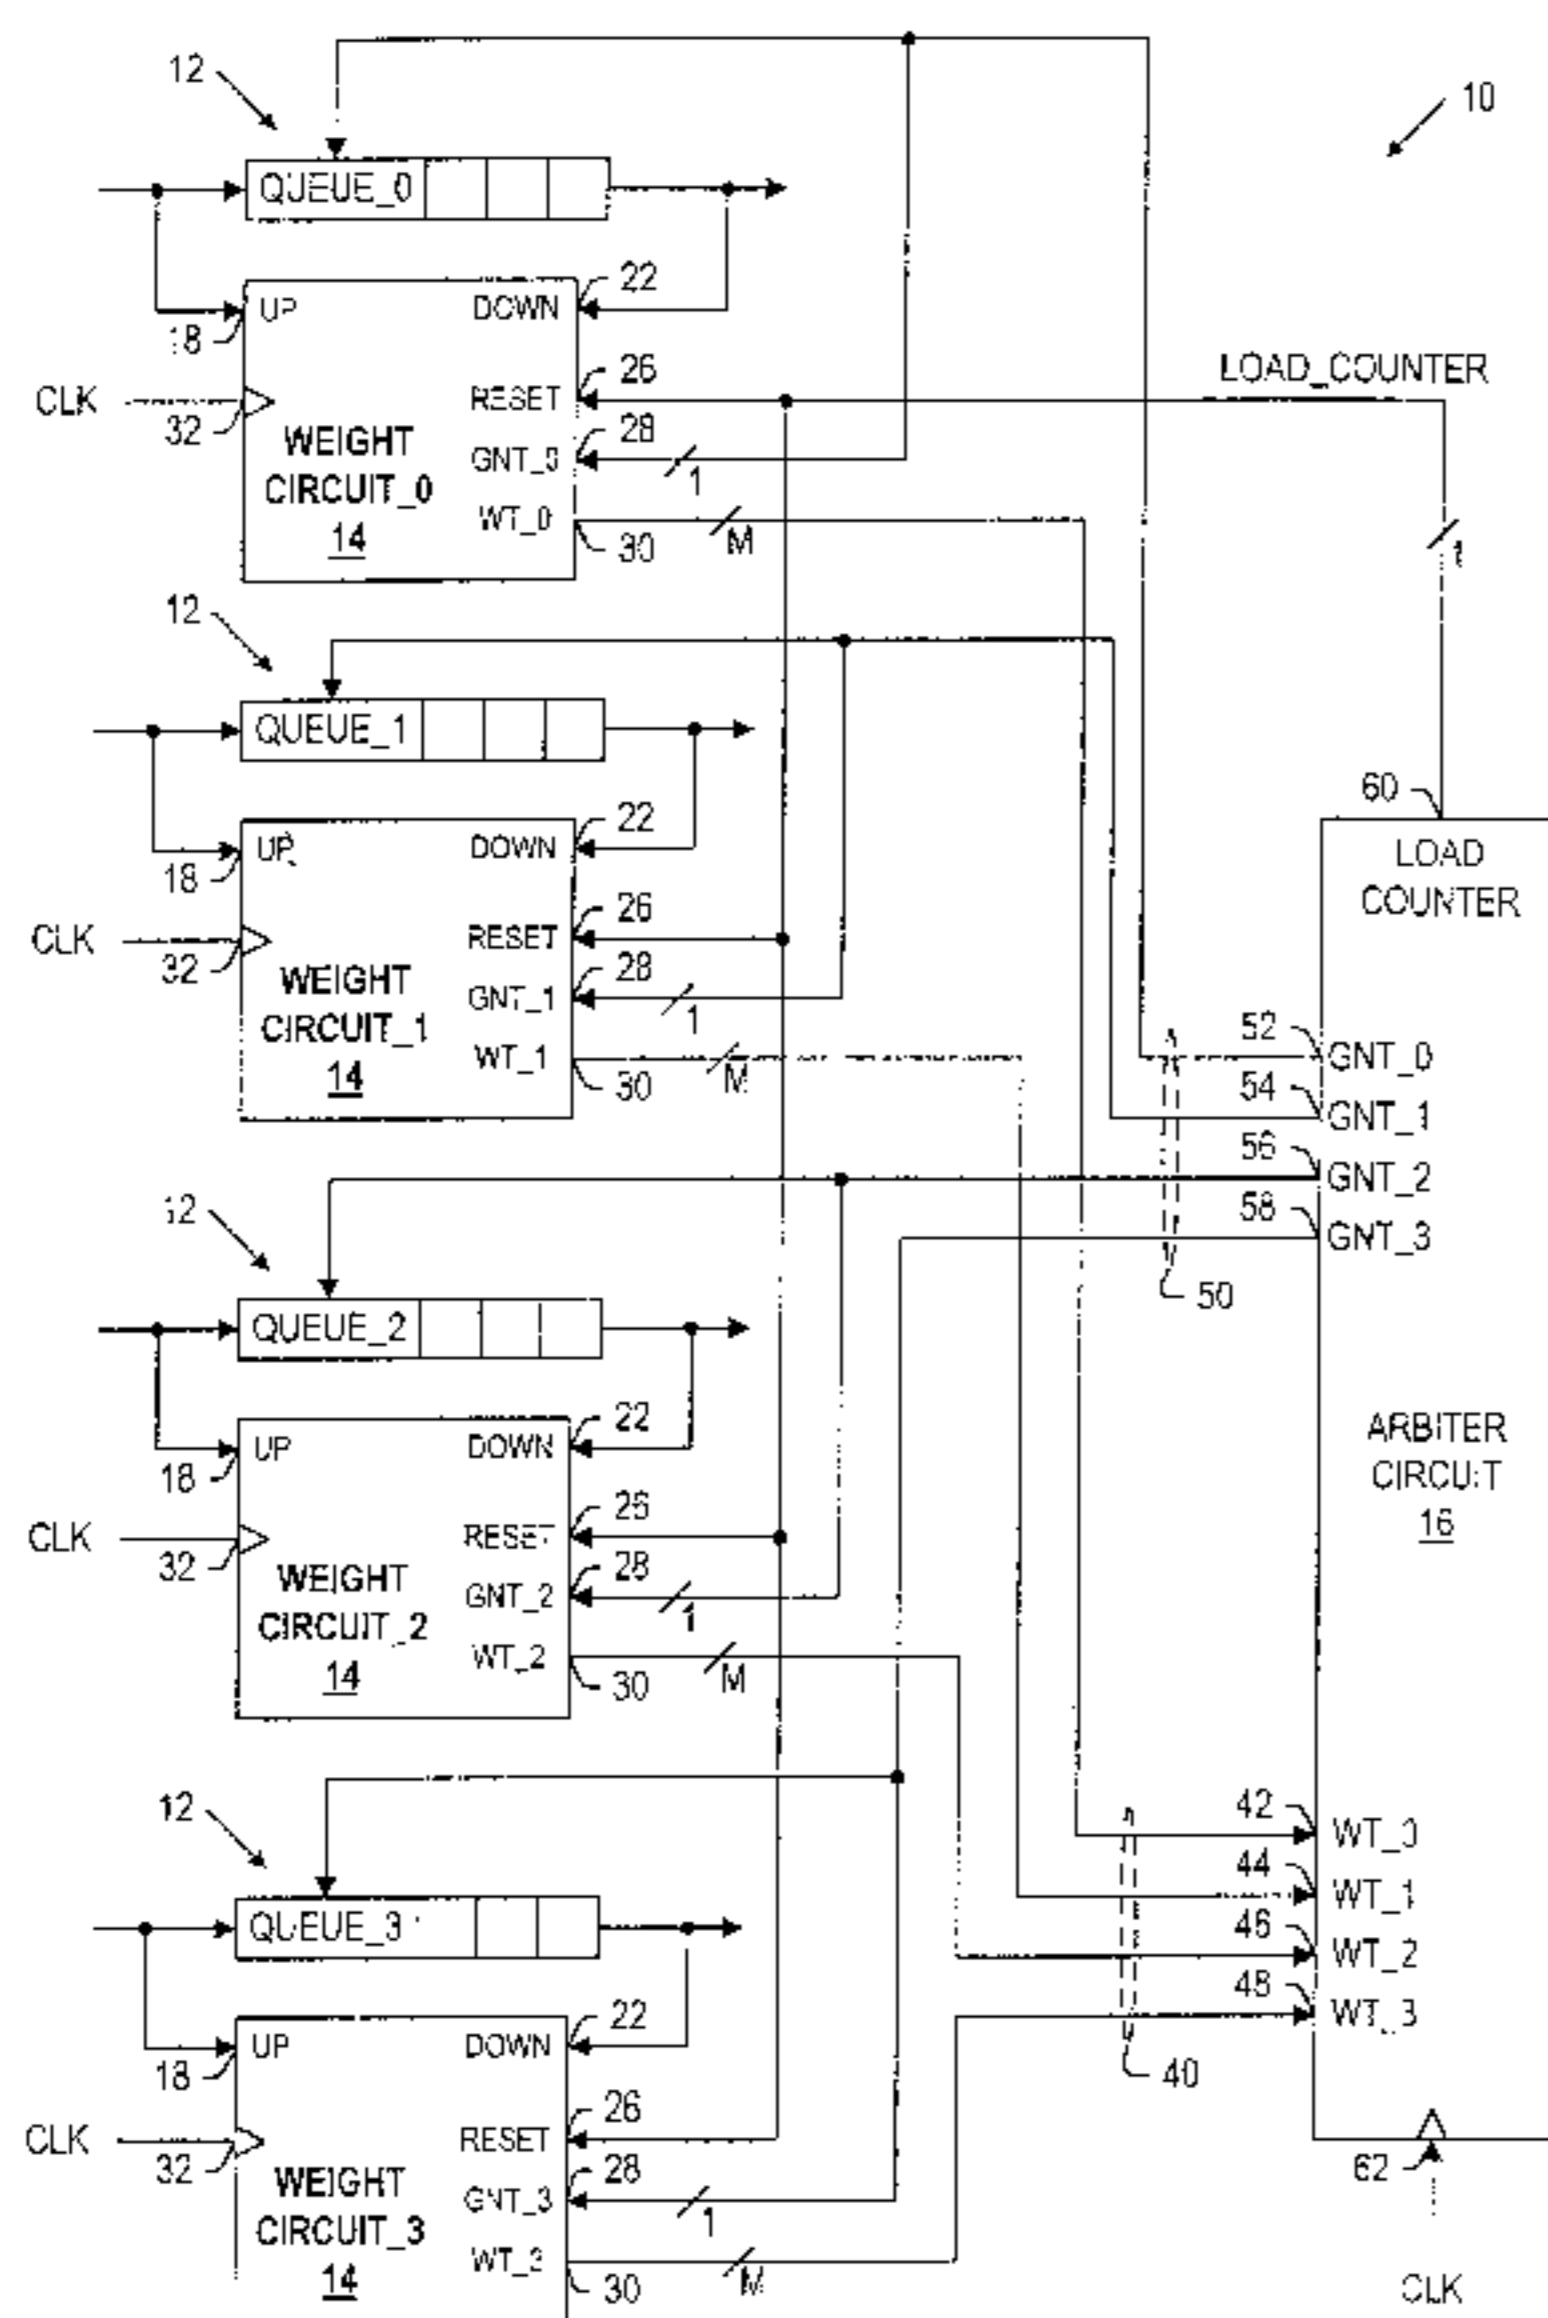 12
10
QUEUE_0
UP
DOWN
22
18
CLK
32
RESET
26
LOAD_COUNTER
WEIGHT
CIRCUIT_0
14
GNT_0
28
1
WT_0
30
M
1
12
QUEUE_1
UP
DOWN
22
18
CLK
32
RESET
26
WEIGHT
CIRCUIT_1
14
GNT_1
28
1
WT_1
30
M
60
LOAD
COUNTER
52
GNT_0
54
GNT_1
56
GNT_2
58
GNT_3
50
12
QUEUE_2
UP
DOWN
22
18
CLK
32
RESET
26
WEIGHT
CIRCUIT_2
14
GNT_2
28
1
WT_2
30
M
ARBITER
CIRCUIT
16
12
QUEUE_3
UP
DOWN
22
18
CLK
32
RESET
26
WEIGHT
CIRCUIT_3
14
GNT_3
28
1
WT_3
30
M
42
WT_0
44
WT_1
46
WT_2
48
WT_3
40
62
CLK